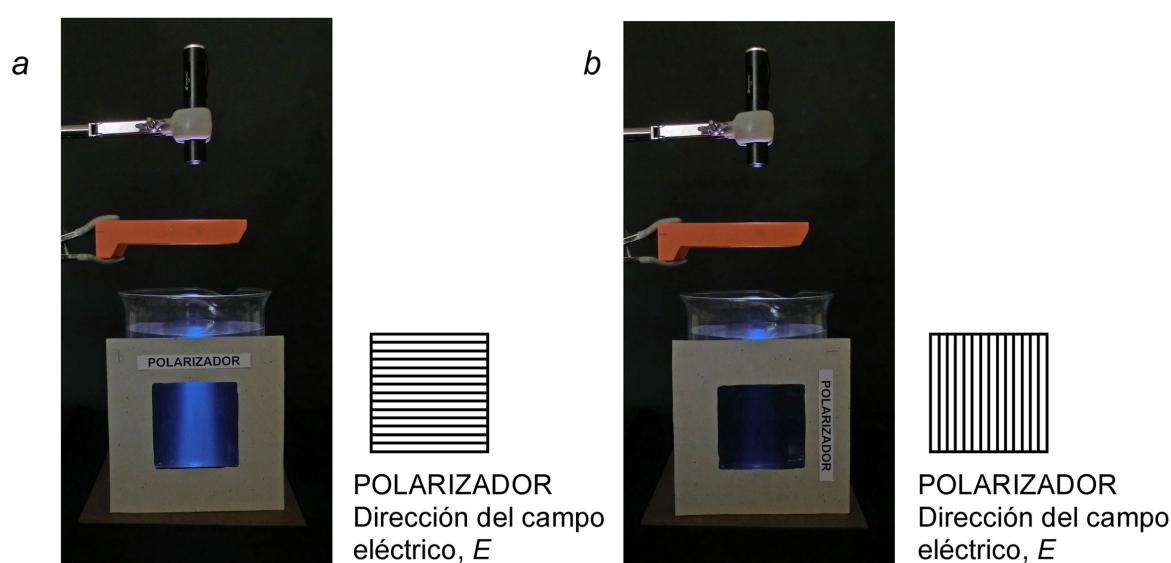 a
POLARIZADOR
POLARIZADOR
Dirección del campo
eléctrico, E
b
POLARIZADOR
POLARIZADOR
Dirección del campo
eléctrico, E